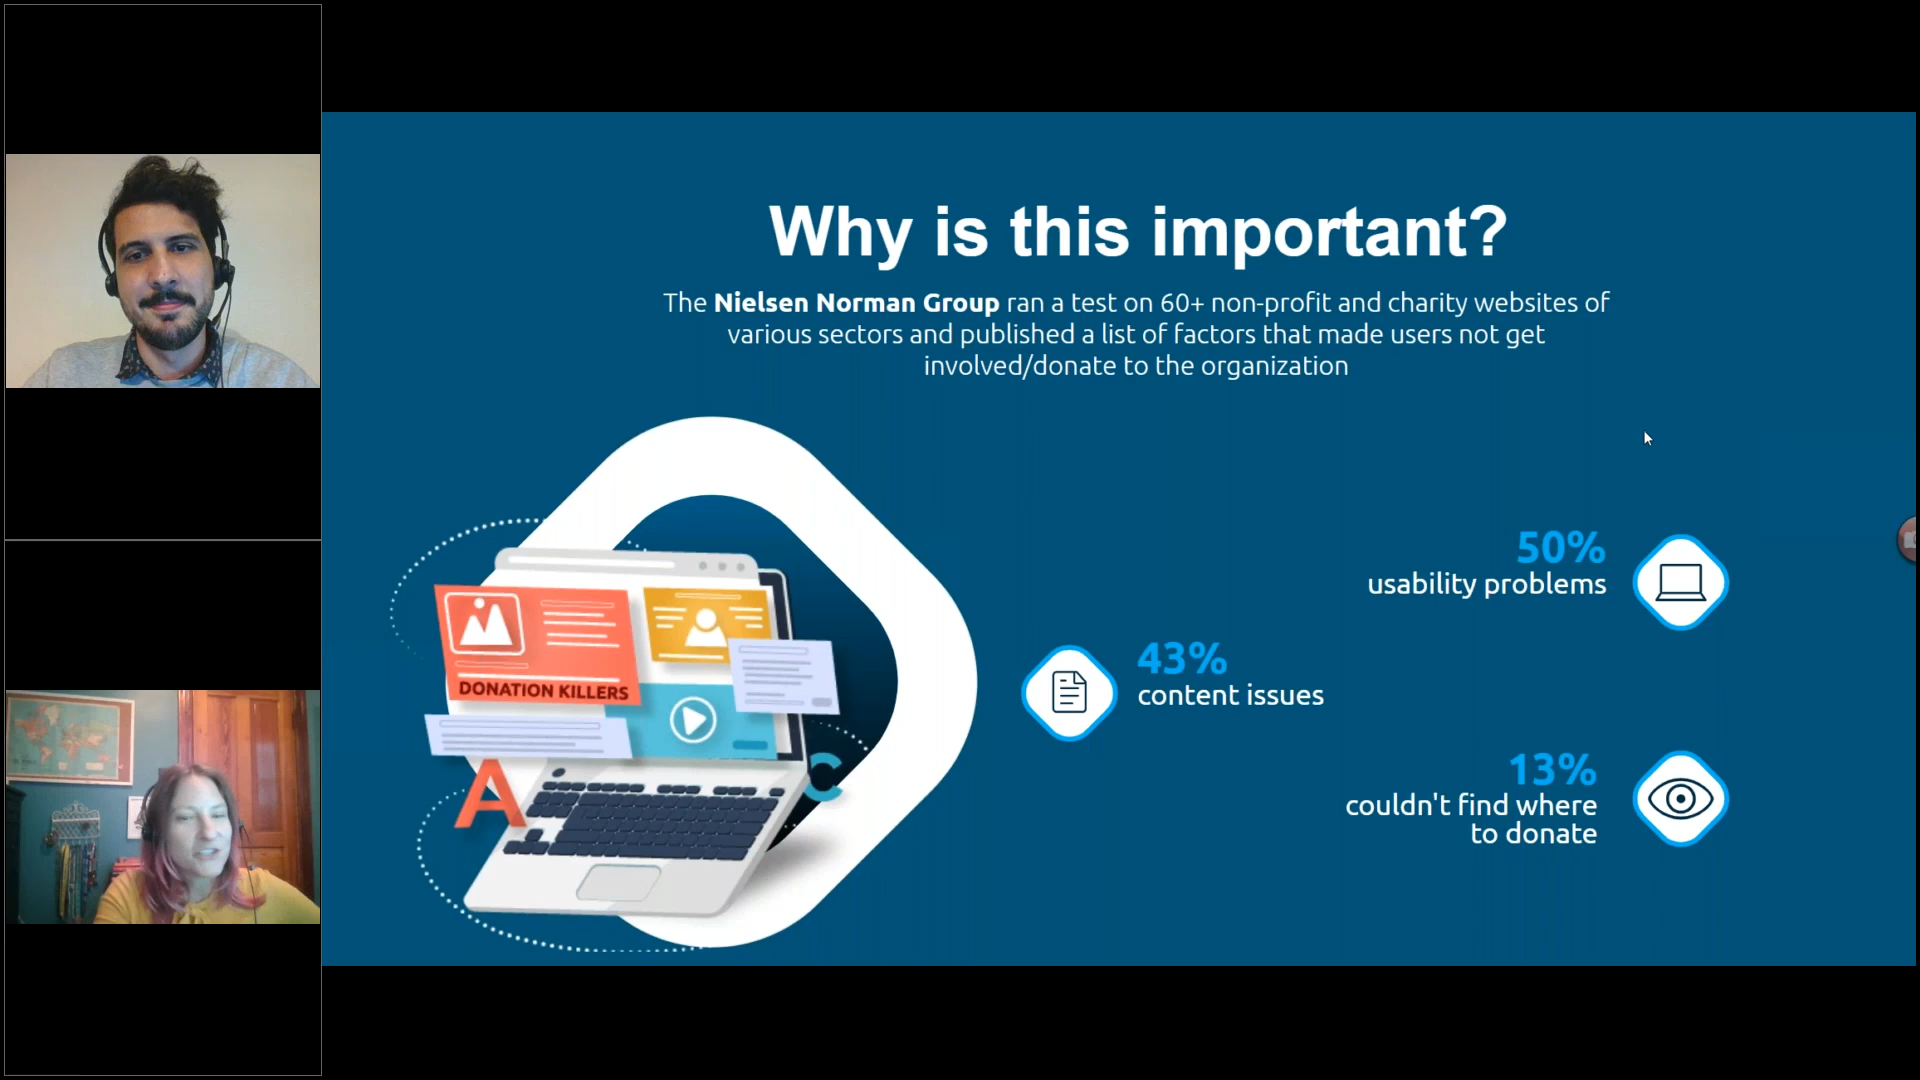 Why is this important?
The Nielsen Norman Group ran a test on 60+ non-profit and charity websites of
various sectors and published a list of factors that made users not get
involved/donate to the organization
DONATION KILLERS
A
C
50%
usability problems
43%
content issues
13%
couldn't find where
to donate